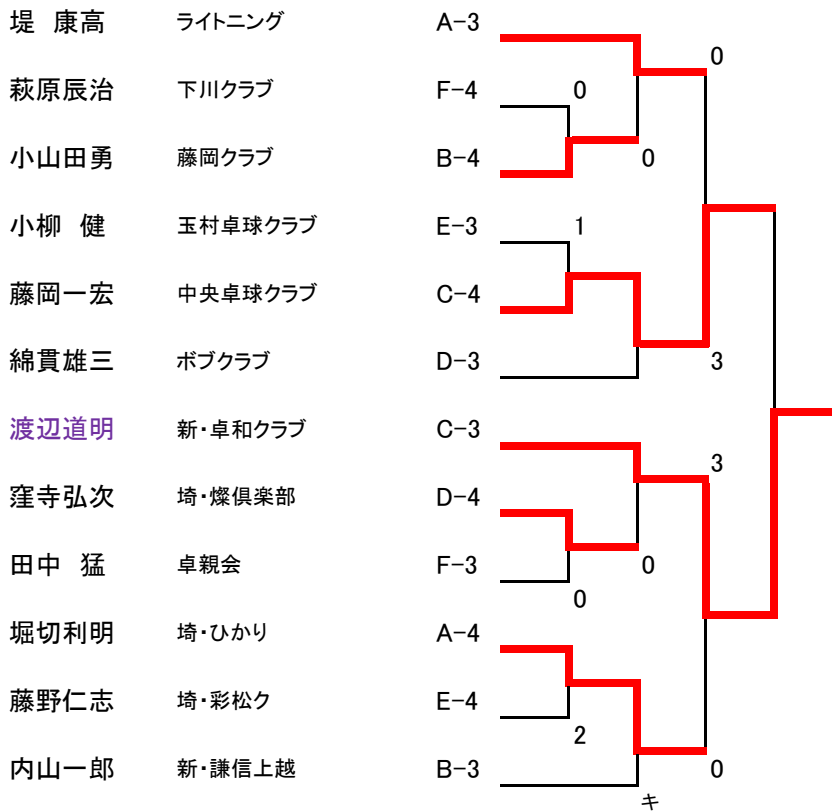 堤 康高 ライトニング A-3
0
萩原辰治 下川クラブ F-4 0
小山田勇 藤岡クラブ B-4 0
小柳 健 玉村卓球クラブ E-3 1
藤岡一宏 中央卓球クラブ C-4
綿貫雄三 ボブクラブ D-3 3
渡辺道明 新・卓和クラブ C-3
3
窪寺弘次 埼・燦倶楽部 D-4
田中 猛 卓親会 F-3 0
0
堀切利明 埼・ひかり A-4
藤野仁志 埼・彩松ク E-4
2
内山一郎 新・謙信上越 B-3 0
キ